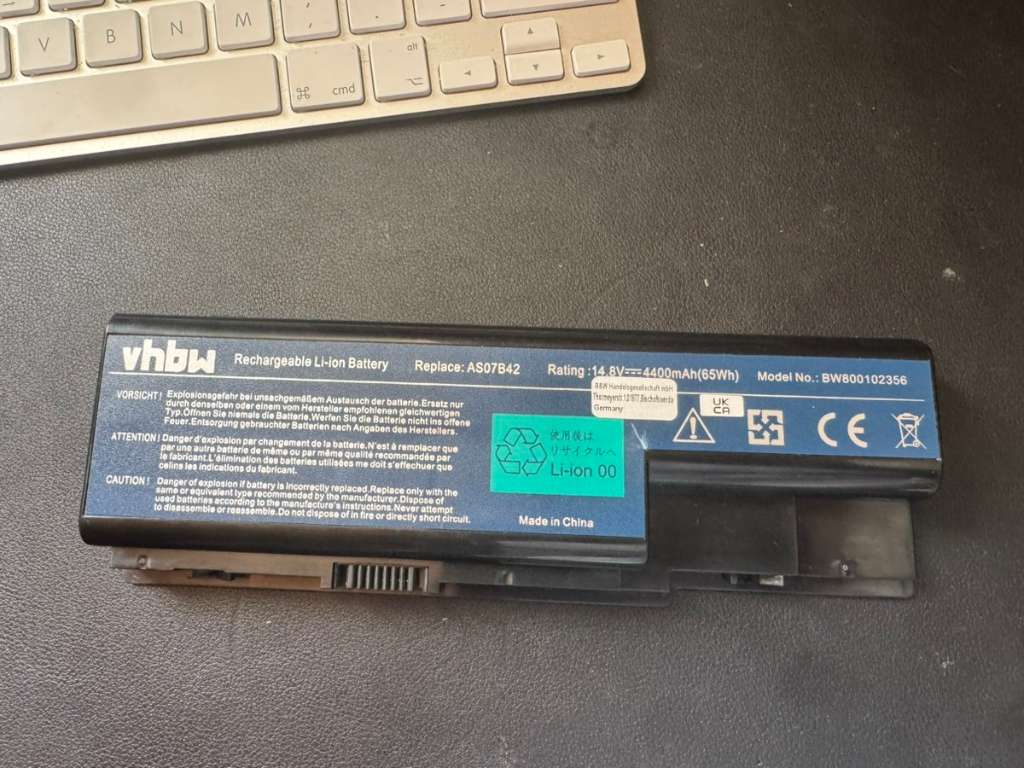 V B N M , ; . :
alt
cmd
vhbw Rechargeable Li-ion Battery Replace: AS07B42 Rating :14.8V⎓4400mAh(65Wh) Model No.: BW800102356
VORSICHT ! Explosionsgefahr bei unsachgemäßem Austausch der batterie.Ersatz nur
durch denselben oder einem vom Hersteller empfohlenen gleichwertigen
Typ.Öffnen Sie niemals die Batterie.Werfen Sie die Batterie nicht ins offene
Feuer.Entsorgung gebrauchter Batterien nach Angaben des Herstellers.
ATTENTION ! Danger d'explosion par changement de la batterie.N'est à remplacer que
par une autre batterie de même ou par même qualité recommandée par
le fabricant.L'élimination des batteries utilisées me doit s'effectuer que
celins les indications du fabricant.
CAUTION ! Danger of explosion if battery is incorrectly replaced.Replace only with the
same or equivalent type recommended by the manufacturer.Dispose of
used batteries according to the manufacturer's instructions.Never attempt
to disassemble or reassemble.Do not dispose of in fire or directly short circuit.
使用後は
リサイクルへ
Li-ion 00
Made in China
BBW Handelsgesellschaft mbH
Germany
UK
CA
CE